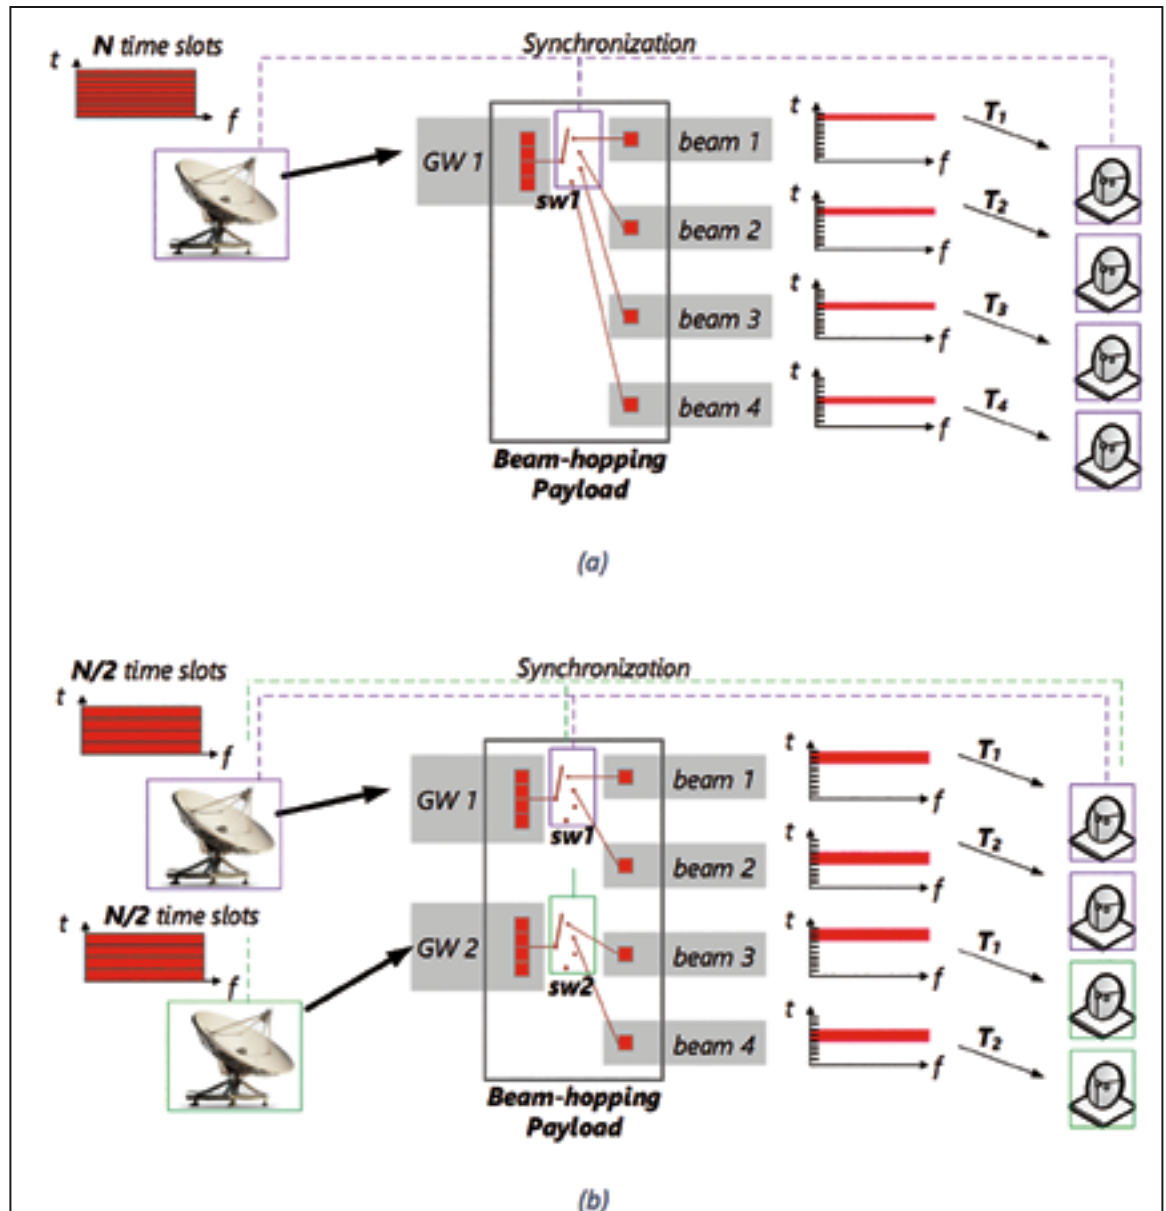 N time slots
Synchronization
t
f
GW 1
sw1
beam 1
t
f
T1
beam 2
t
f
T2
beam 3
t
f
T3
beam 4
t
f
T4
Beam-hopping
Payload
(a)
N/2 time slots
Synchronization
t
f
GW 1
sw1
beam 1
t
f
T1
beam 2
t
f
T2
N/2 time slots
t
f
GW 2
sw2
beam 3
t
f
T1
beam 4
t
f
T2
Beam-hopping
Payload
(b)